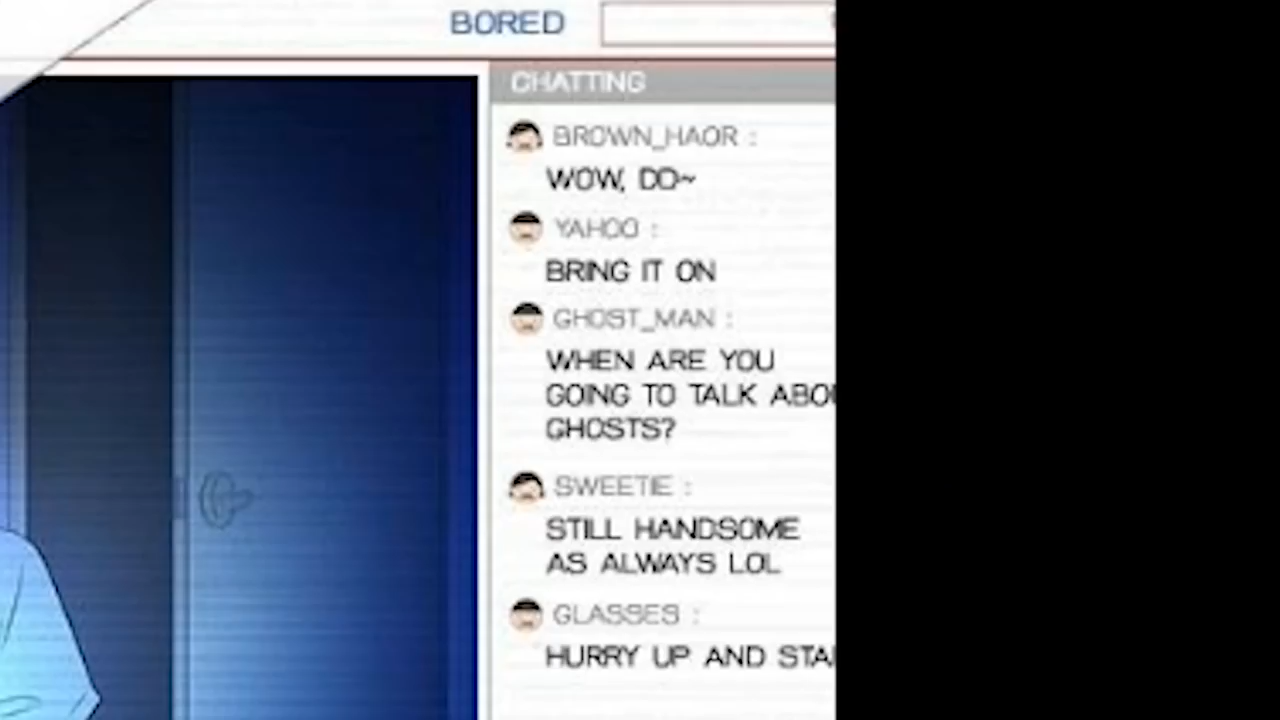 BORED
CHATTING
BROWN_HAOR :
WOW, DO~
YAHOO :
BRING IT ON
GHOST_MAN :
WHEN ARE YOU
GOING TO TALK
GHOSTS?
SWEETIE :
STILL HANDSOME
AS ALWAYS LOL
GLASSES :
HURRY UP AND